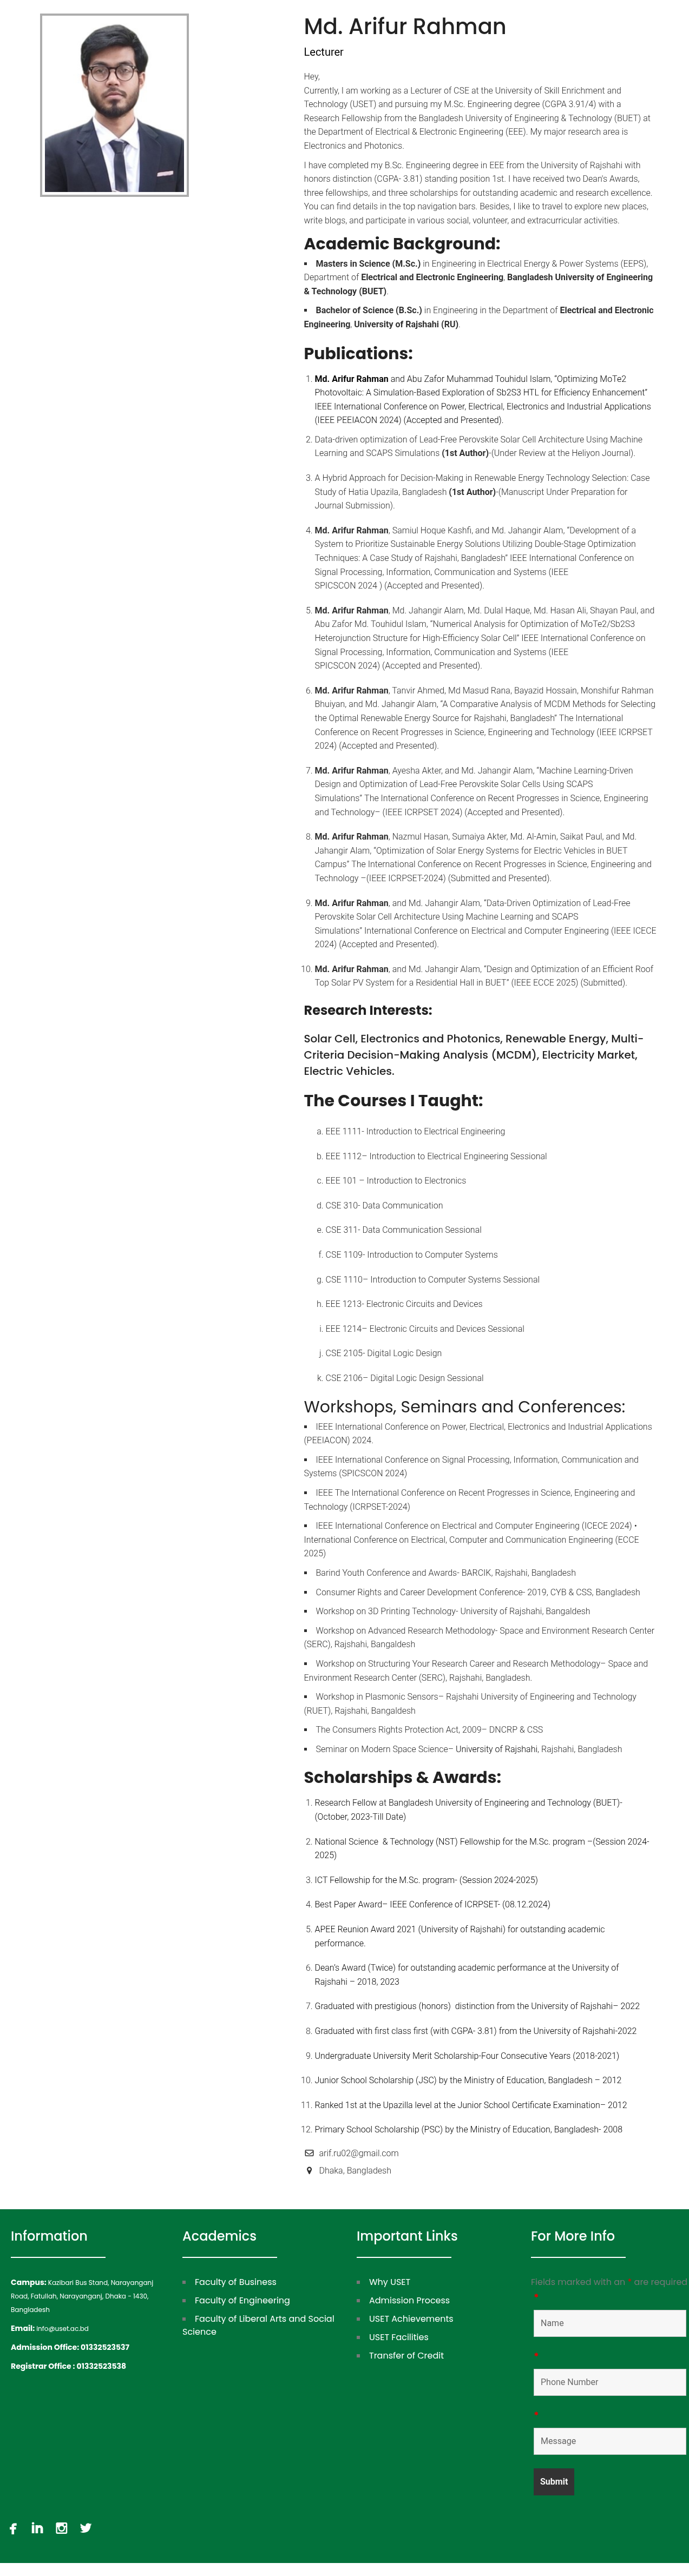 Md. Arifur Rahman
Lecturer
Hey,
Currently, I am working as a Lecturer of CSE at the University of Skill Enrichment and
Technology (USET) and pursuing my M.Sc. Engineering degree (CGPA 3.91/4) with a
Research Fellowship from the Bangladesh University of Engineering & Technology (BUET) at
the Department of Electrical & Electronic Engineering (EEE). My major research area is
Electronics and Photonics.
I have completed my B.Sc. Engineering degree in EEE from the University of Rajshahi with
honors distinction (CGPA- 3.81) standing position 1st. I have received two Dean's Awards,
three fellowships, and three scholarships for outstanding academic and research excellence.
You can find details in the top navigation bars. Besides, I like to travel to explore new places,
write blogs, and participate in various social, volunteer, and extracurricular activities.
Academic Background:
▪ Masters in Science (M.Sc.) in Engineering in Electrical Energy & Power Systems (EEPS),
Department of Electrical and Electronic Engineering, Bangladesh University of Engineering
& Technology (BUET).
▪ Bachelor of Science (B.Sc.) in Engineering in the Department of Electrical and Electronic
Engineering, University of Rajshahi (RU).
Publications:
1. Md. Arifur Rahman and Abu Zafor Muhammad Touhidul Islam, “Optimizing MoTe2
Photovoltaic: A Simulation-Based Exploration of Sb2S3 HTL for Efficiency Enhancement”
IEEE International Conference on Power, Electrical, Electronics and Industrial Applications
(IEEE PEEIACON 2024) (Accepted and Presented).
2. Data-driven optimization of Lead-Free Perovskite Solar Cell Architecture Using Machine
Learning and SCAPS Simulations (1st Author)-(Under Review at the Heliyon Journal).
3. A Hybrid Approach for Decision-Making in Renewable Energy Technology Selection: Case
Study of Hatia Upazila, Bangladesh (1st Author)-(Manuscript Under Preparation for
Journal Submission).
4. Md. Arifur Rahman, Samiul Hoque Kashfi, and Md. Jahangir Alam, “Development of a
System to Prioritize Sustainable Energy Solutions Utilizing Double-Stage Optimization
Techniques: A Case Study of Rajshahi, Bangladesh” IEEE International Conference on
Signal Processing, Information, Communication and Systems (IEEE
SPICSCON 2024 ) (Accepted and Presented).
5. Md. Arifur Rahman, Md. Jahangir Alam, Md. Dulal Haque, Md. Hasan Ali, Shayan Paul, and
Abu Zafor Md. Touhidul Islam, “Numerical Analysis for Optimization of MoTe2/Sb2S3
Heterojunction Structure for High-Efficiency Solar Cell” IEEE International Conference on
Signal Processing, Information, Communication and Systems (IEEE
SPICSCON 2024) (Accepted and Presented).
6. Md. Arifur Rahman, Tanvir Ahmed, Md Masud Rana, Bayazid Hossain, Monshifur Rahman
Bhuiyan, and Md. Jahangir Alam, “A Comparative Analysis of MCDM Methods for Selecting
the Optimal Renewable Energy Source for Rajshahi, Bangladesh” The International
Conference on Recent Progresses in Science, Engineering and Technology (IEEE ICRPSET
2024) (Accepted and Presented).
7. Md. Arifur Rahman, Ayesha Akter, and Md. Jahangir Alam, “Machine Learning-Driven
Design and Optimization of Lead-Free Perovskite Solar Cells Using SCAPS
Simulations” The International Conference on Recent Progresses in Science, Engineering
and Technology– (IEEE ICRPSET 2024) (Accepted and Presented).
8. Md. Arifur Rahman, Nazmul Hasan, Sumaiya Akter, Md. Al-Amin, Saikat Paul, and Md.
Jahangir Alam, “Optimization of Solar Energy Systems for Electric Vehicles in BUET
Campus” The International Conference on Recent Progresses in Science, Engineering and
Technology –(IEEE ICRPSET-2024) (Submitted and Presented).
9. Md. Arifur Rahman, and Md. Jahangir Alam, “Data-Driven Optimization of Lead-Free
Perovskite Solar Cell Architecture Using Machine Learning and SCAPS
Simulations” International Conference on Electrical and Computer Engineering (IEEE ICECE
2024) (Accepted and Presented).
10. Md. Arifur Rahman, and Md. Jahangir Alam, “Design and Optimization of an Efficient Roof
Top Solar PV System for a Residential Hall in BUET” (IEEE ECCE 2025) (Submitted).
Research Interests:
Solar Cell, Electronics and Photonics, Renewable Energy, Multi-
Criteria Decision-Making Analysis (MCDM), Electricity Market,
Electric Vehicles.
The Courses I Taught:
a. EEE 1111- Introduction to Electrical Engineering
b. EEE 1112– Introduction to Electrical Engineering Sessional
c. EEE 101 – Introduction to Electronics
d. CSE 310- Data Communication
e. CSE 311- Data Communication Sessional
f. CSE 1109- Introduction to Computer Systems
g. CSE 1110– Introduction to Computer Systems Sessional
h. EEE 1213- Electronic Circuits and Devices
i. EEE 1214– Electronic Circuits and Devices Sessional
j. CSE 2105- Digital Logic Design
k. CSE 2106– Digital Logic Design Sessional
Workshops, Seminars and Conferences:
▪ IEEE International Conference on Power, Electrical, Electronics and Industrial Applications
(PEEIACON) 2024.
▪ IEEE International Conference on Signal Processing, Information, Communication and
Systems (SPICSCON 2024)
▪ IEEE The International Conference on Recent Progresses in Science, Engineering and
Technology (ICRPSET-2024)
▪ IEEE International Conference on Electrical and Computer Engineering (ICECE 2024) •
International Conference on Electrical, Computer and Communication Engineering (ECCE
2025)
▪ Barind Youth Conference and Awards- BARCIK, Rajshahi, Bangladesh
▪ Consumer Rights and Career Development Conference- 2019, CYB & CSS, Bangladesh
▪ Workshop on 3D Printing Technology- University of Rajshahi, Bangaldesh
▪ Workshop on Advanced Research Methodology- Space and Environment Research Center
(SERC), Rajshahi, Bangaldesh
▪ Workshop on Structuring Your Research Career and Research Methodology– Space and
Environment Research Center (SERC), Rajshahi, Bangladesh.
▪ Workshop in Plasmonic Sensors– Rajshahi University of Engineering and Technology
(RUET), Rajshahi, Bangaldesh
▪ The Consumers Rights Protection Act, 2009– DNCRP & CSS
▪ Seminar on Modern Space Science– University of Rajshahi, Rajshahi, Bangladesh
Scholarships & Awards:
1. Research Fellow at Bangladesh University of Engineering and Technology (BUET)-
(October, 2023-Till Date)
2. National Science & Technology (NST) Fellowship for the M.Sc. program –(Session 2024-
2025)
3. ICT Fellowship for the M.Sc. program- (Session 2024-2025)
4. Best Paper Award– IEEE Conference of ICRPSET- (08.12.2024)
5. APEE Reunion Award 2021 (University of Rajshahi) for outstanding academic
performance.
6. Dean’s Award (Twice) for outstanding academic performance at the University of
Rajshahi – 2018, 2023
7. Graduated with prestigious (honors) distinction from the University of Rajshahi– 2022
8. Graduated with first class first (with CGPA- 3.81) from the University of Rajshahi-2022
9. Undergraduate University Merit Scholarship-Four Consecutive Years (2018-2021)
10. Junior School Scholarship (JSC) by the Ministry of Education, Bangladesh – 2012
11. Ranked 1st at the Upazilla level at the Junior School Certificate Examination– 2012
12. Primary School Scholarship (PSC) by the Ministry of Education, Bangladesh- 2008
arif.ru02@gmail.com
Dhaka, Bangladesh
Information
Campus: Kazibari Bus Stand, Narayanganj
Road, Fatullah, Narayanganj, Dhaka - 1430,
Bangladesh
Email: info@uset.ac.bd
Admission Office: 01332523537
Registrar Office : 01332523538
Academics
Faculty of Business
Faculty of Engineering
Faculty of Liberal Arts and Social
Science
Important Links
Why USET
Admission Process
USET Achievements
USET Facilities
Transfer of Credit
For More Info
Fields marked with an * are required
*
Name
*
Phone Number
*
Message
Submit